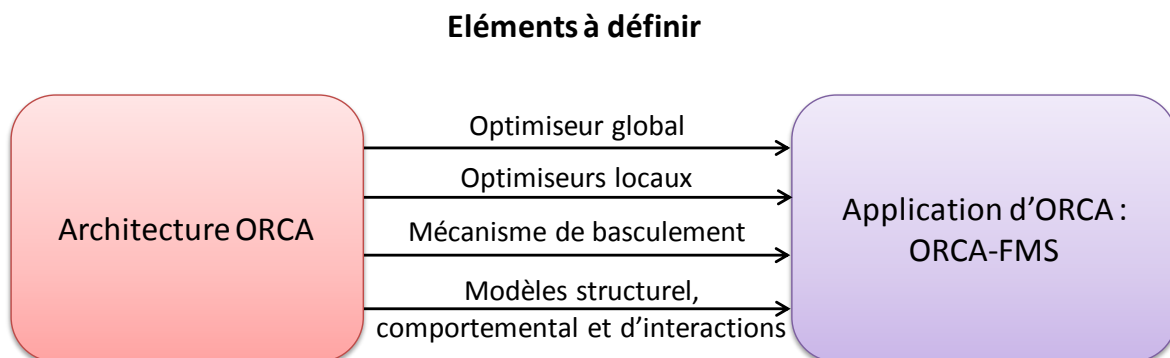 Eléments à définir
Optimiseur global
Optimiseurs locaux
Architecture ORCA
Mécanisme de basculement
Modèles structurel,
comportemental et d'interactions
Application d'ORCA :
ORCA-FMS